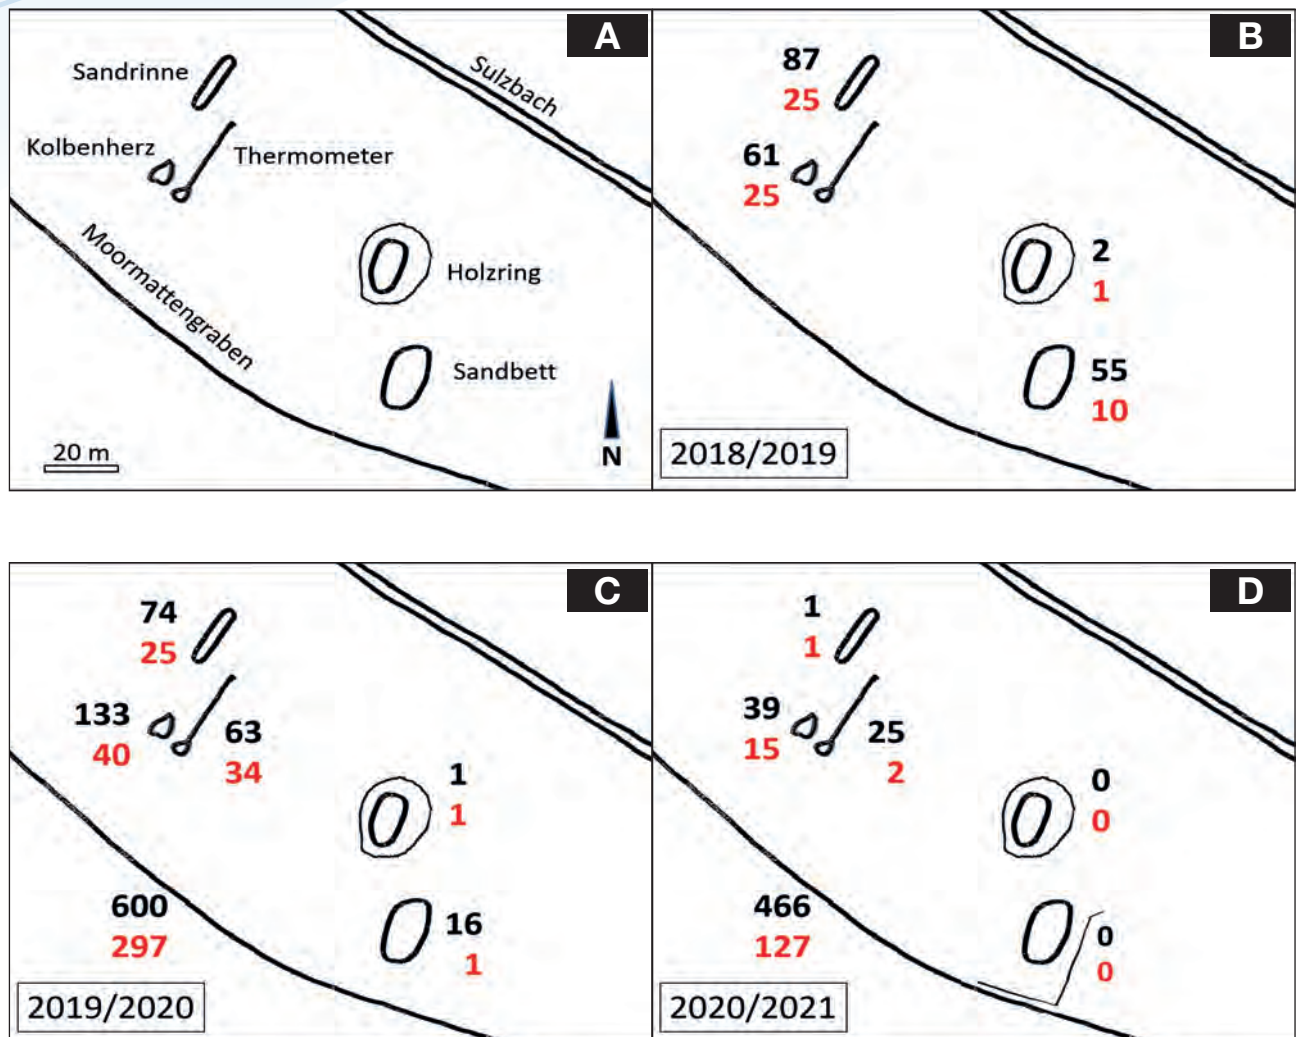 A
Sandrinne
Sulzbach
Kolbenherz
Thermometer
Moormattengraben
Holzring
Sandbett
20 m
N
B
87
25
61
25
2
1
55
10
2018/2019
C
74
25
133
40
63
34
1
1
600
297
16
1
2019/2020
D
1
1
39
15
25
2
0
0
466
127
0
0
2020/2021